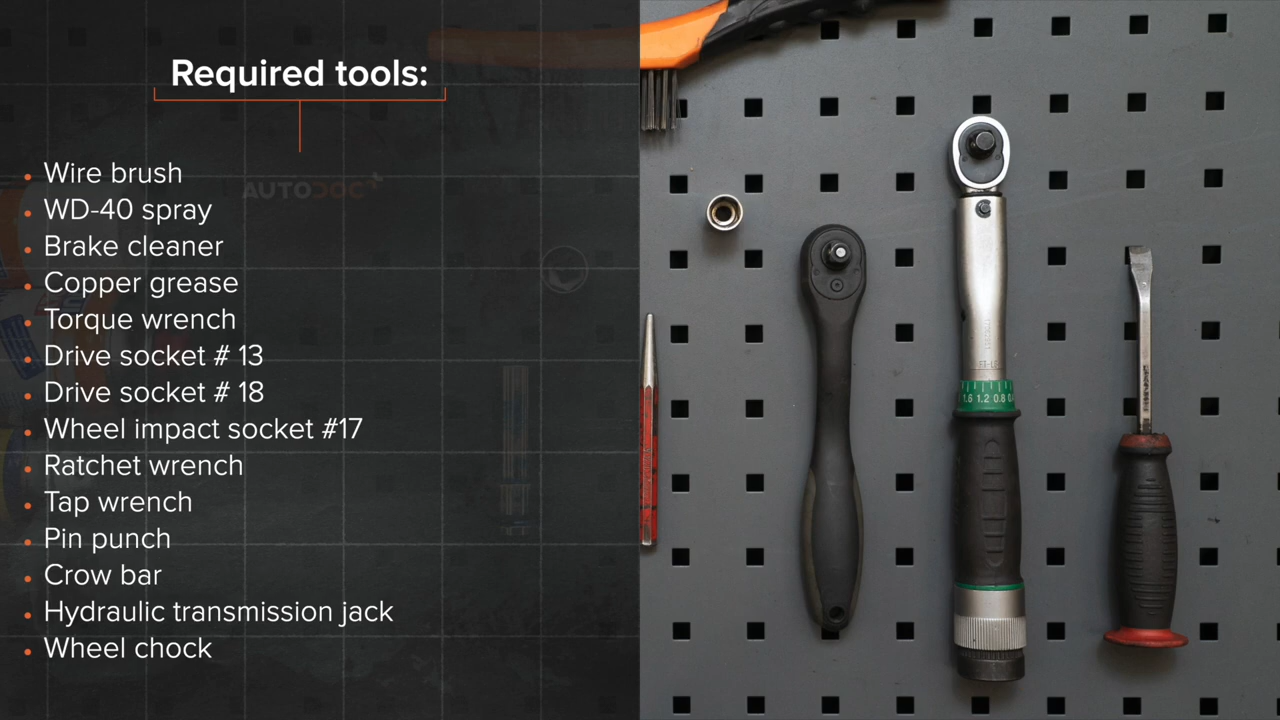 Required tools:
Wire brush
AUTODOC
WD-40 spray
Brake cleaner
Copper grease
Torque wrench
Drive socket # 13
Drive socket # 18
Wheel impact socket #17
Ratchet wrench
Tap wrench
Pin punch
Crow bar
Hydraulic transmission jack
Wheel chock
1.6 1.2 0.8